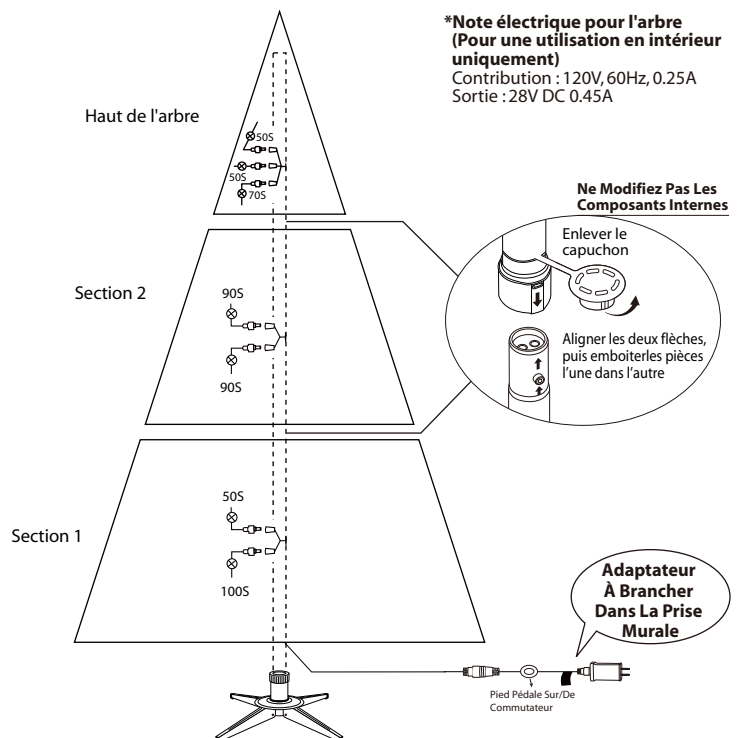 *Note électrique pour l'arbre
(Pour une utilisation en intérieur
uniquement)
Contribution : 120V, 60Hz, 0.25A
Sortie : 28V DC 0.45A
Haut de l'arbre
50S
50S
70S
Ne Modifiez Pas Les
Composants Internes
Enlever le
capuchon
Aligner les deux flèches,
puis emboiterles pièces
l'une dans l'autre
Section 2
90S
90S
Section 1
50S
100S
Adaptateur
À Brancher
Dans La Prise
Murale
Pied Pédale Sur/De
Commutateur